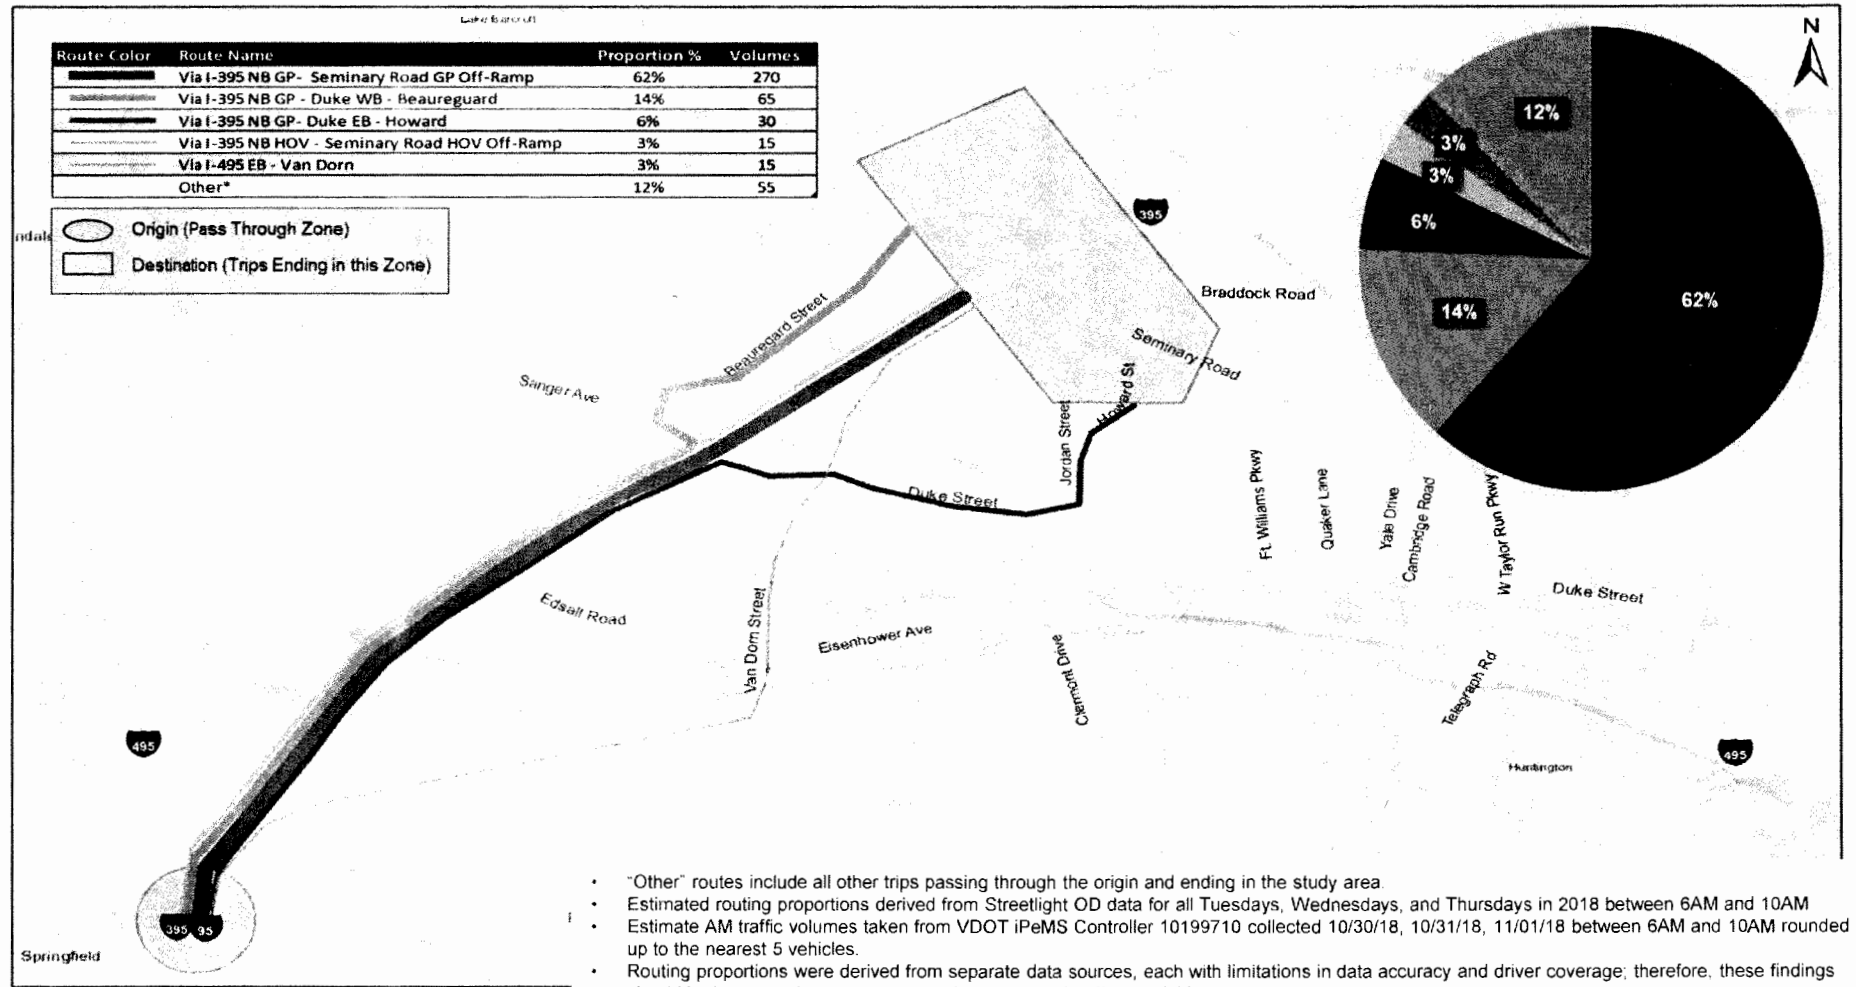 Lake Barcroft
Route Color Route Name Proportion % Volumes
Via I-395 NB GP- Seminary Road GP Off-Ramp 62% 270
Via I-395 NB GP - Duke WB - Beaureguard 14% 65
Via I-395 NB GP- Duke EB - Howard 6% 30
Via I-395 NB HOV - Seminary Road HOV Off-Ramp 3% 15
Via I-495 EB - Van Dorn 3% 15
Other* 12% 55
Origin (Pass Through Zone)
Destination (Trips Ending in this Zone)
ndale
N
12%
3%
3%
6%
14%
62%
395
Braddock Road
Seminary Road
Beauregard Street
Sanger Ave
Howard St
Jordan Street
Duke Street
Ft. Williams Pkwy
Quaker Lane
Yale Drive
Cambridge Road
W Taylor Run Pkwy
Duke Street
Edsall Road
Van Dorn Street
Eisenhower Ave
Clermont Drive
Telegraph Rd
495
495
Huntington
395 95
Springfield
• "Other" routes include all other trips passing through the origin and ending in the study area.
• Estimated routing proportions derived from Streetlight OD data for all Tuesdays, Wednesdays, and Thursdays in 2018 between 6AM and 10AM
• Estimate AM traffic volumes taken from VDOT iPeMS Controller 10199710 collected 10/30/18, 10/31/18, 11/01/18 between 6AM and 10AM rounded
up to the nearest 5 vehicles.
• Routing proportions were derived from separate data sources, each with limitations in data accuracy and driver coverage; therefore, these findings